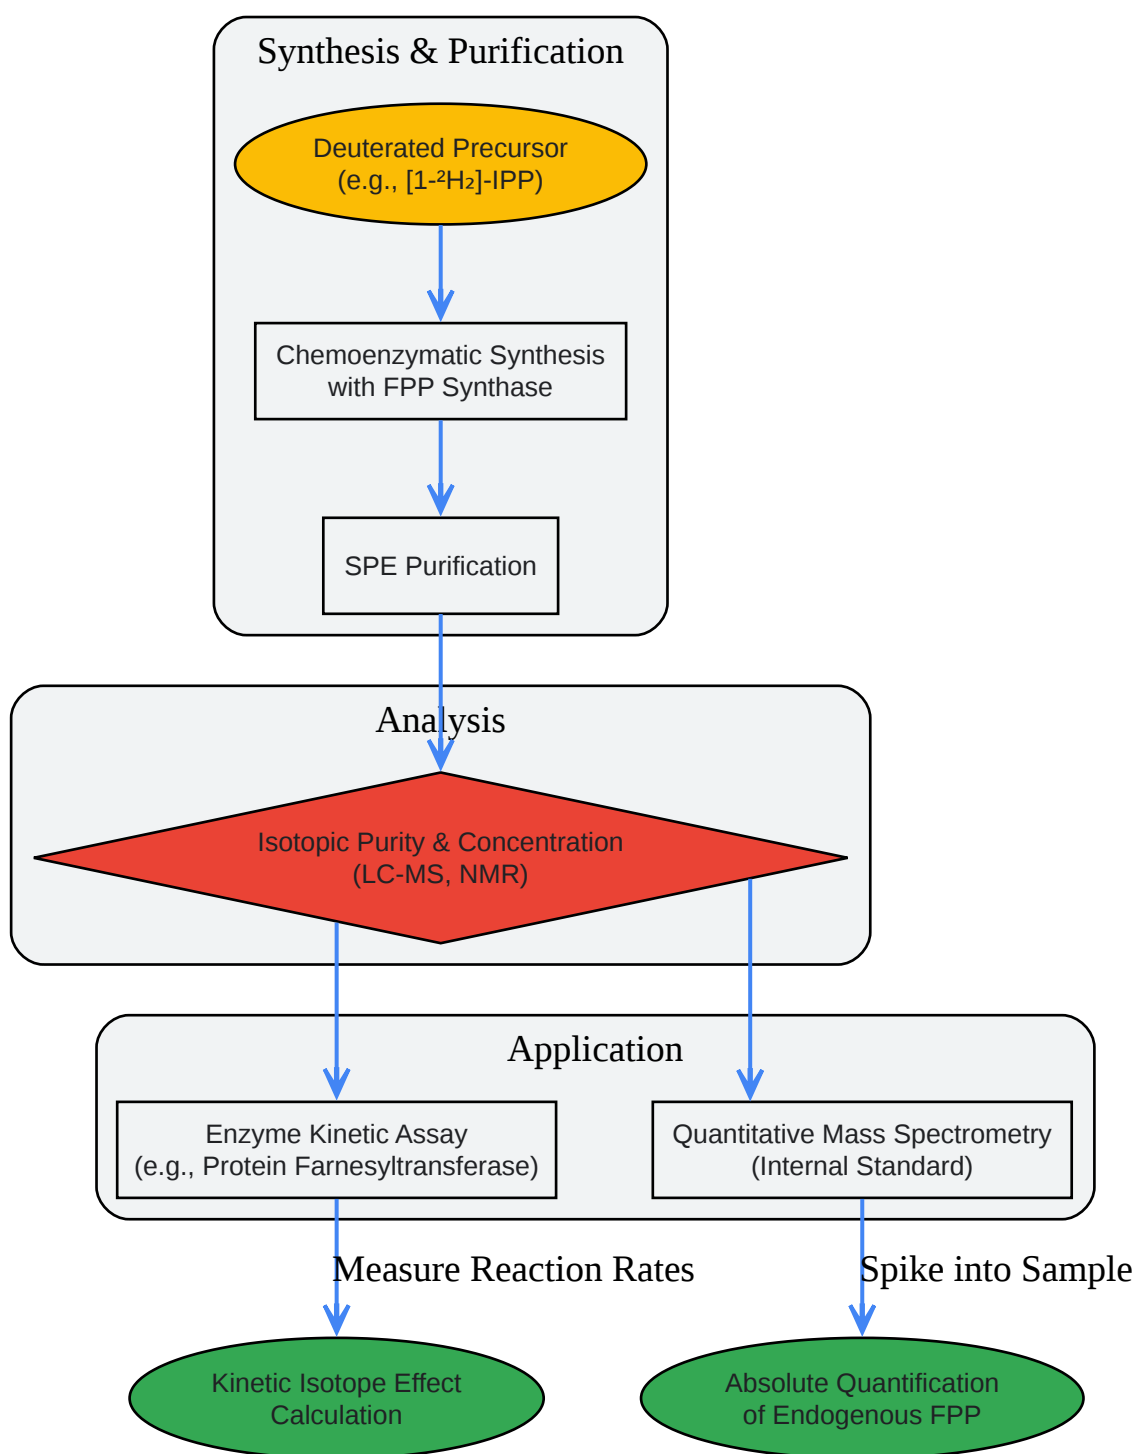 Synthesis & Purification
Deuterated Precursor
(e.g., [1-²H₂]-IPP)
Chemoenzymatic Synthesis
with FPP Synthase
SPE Purification
Analysis
Isotopic Purity & Concentration
(LC-MS, NMR)
Application
Enzyme Kinetic Assay
(e.g., Protein Farnesyltransferase)
Quantitative Mass Spectrometry
(Internal Standard)
Measure Reaction Rates
Spike into Sample
Kinetic Isotope Effect
Calculation
Absolute Quantification
of Endogenous FPP